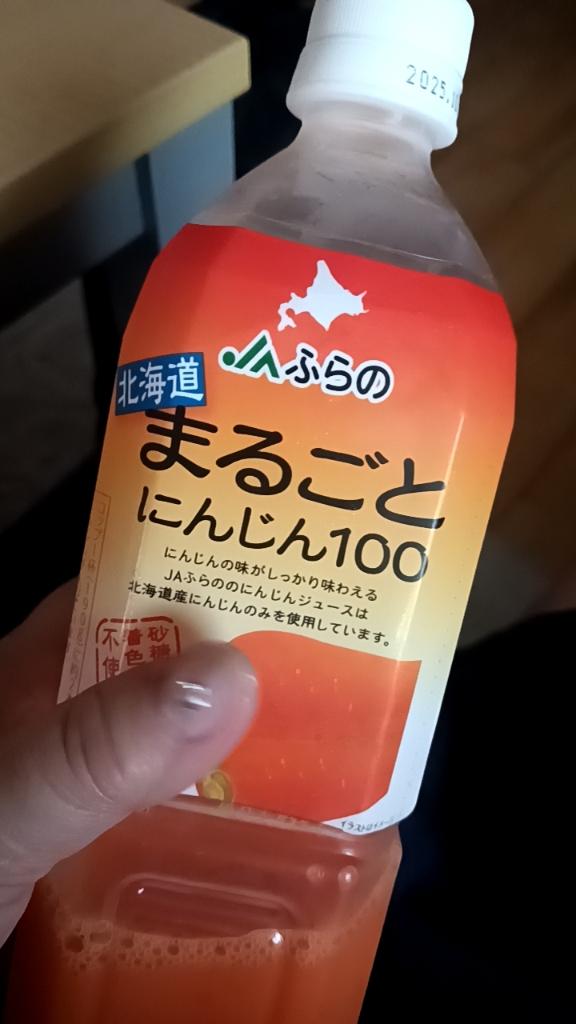 2025.
JAふらの
北海道
まるごと
にんじん100
にんじんの味がしっかり味わえる
JAふらののにんじんジュースは
北海道産にんじんのみを使用しています。
砂糖
着色
不使